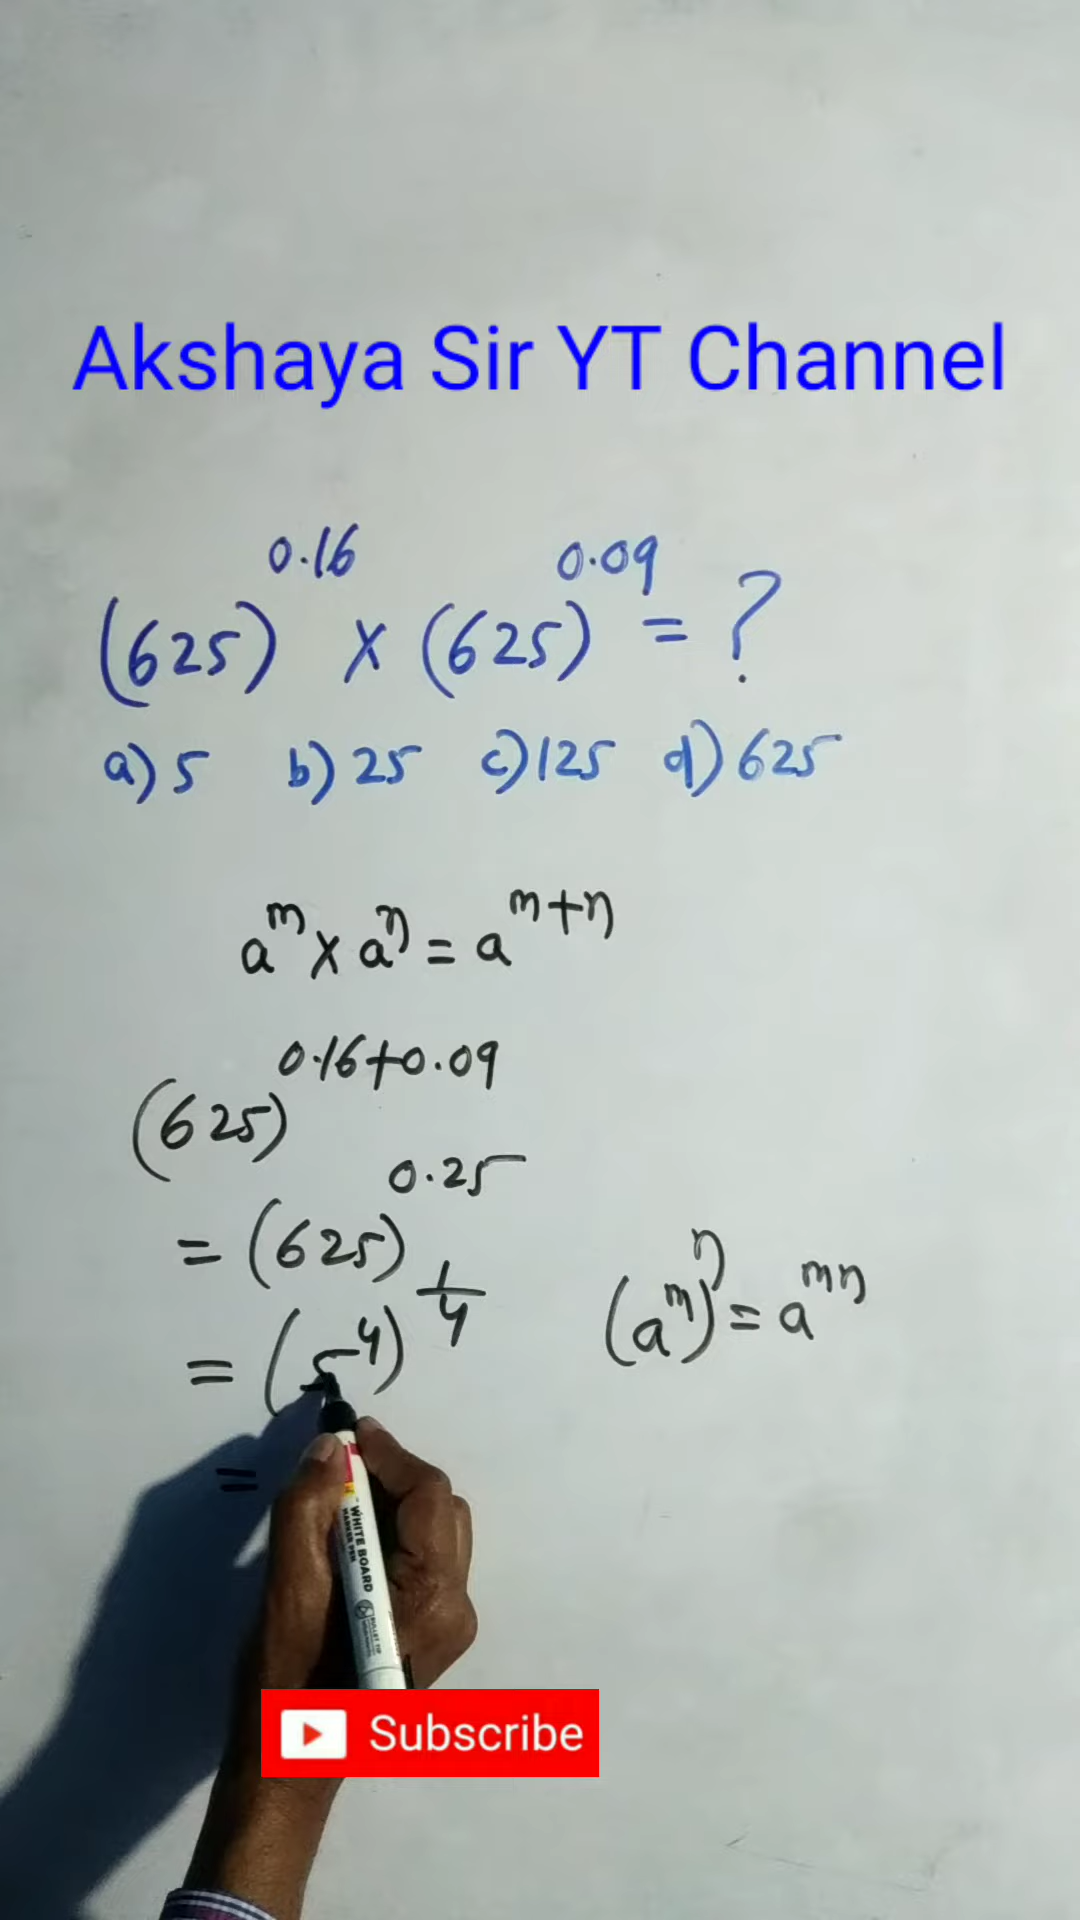 Akshaya Sir YT Channel
(625)^0.16 × (625)^0.09 = ?
a) 5 b) 25 c) 125 d) 625
a^m × a^n = a^(m+n)
(625)^(0.16+0.09)
= (625)^0.25
= (5^4)^(1/4) (a^m)^n = a^(mn)
=
WHITE BOARD
MARKER PEN
Subscribe